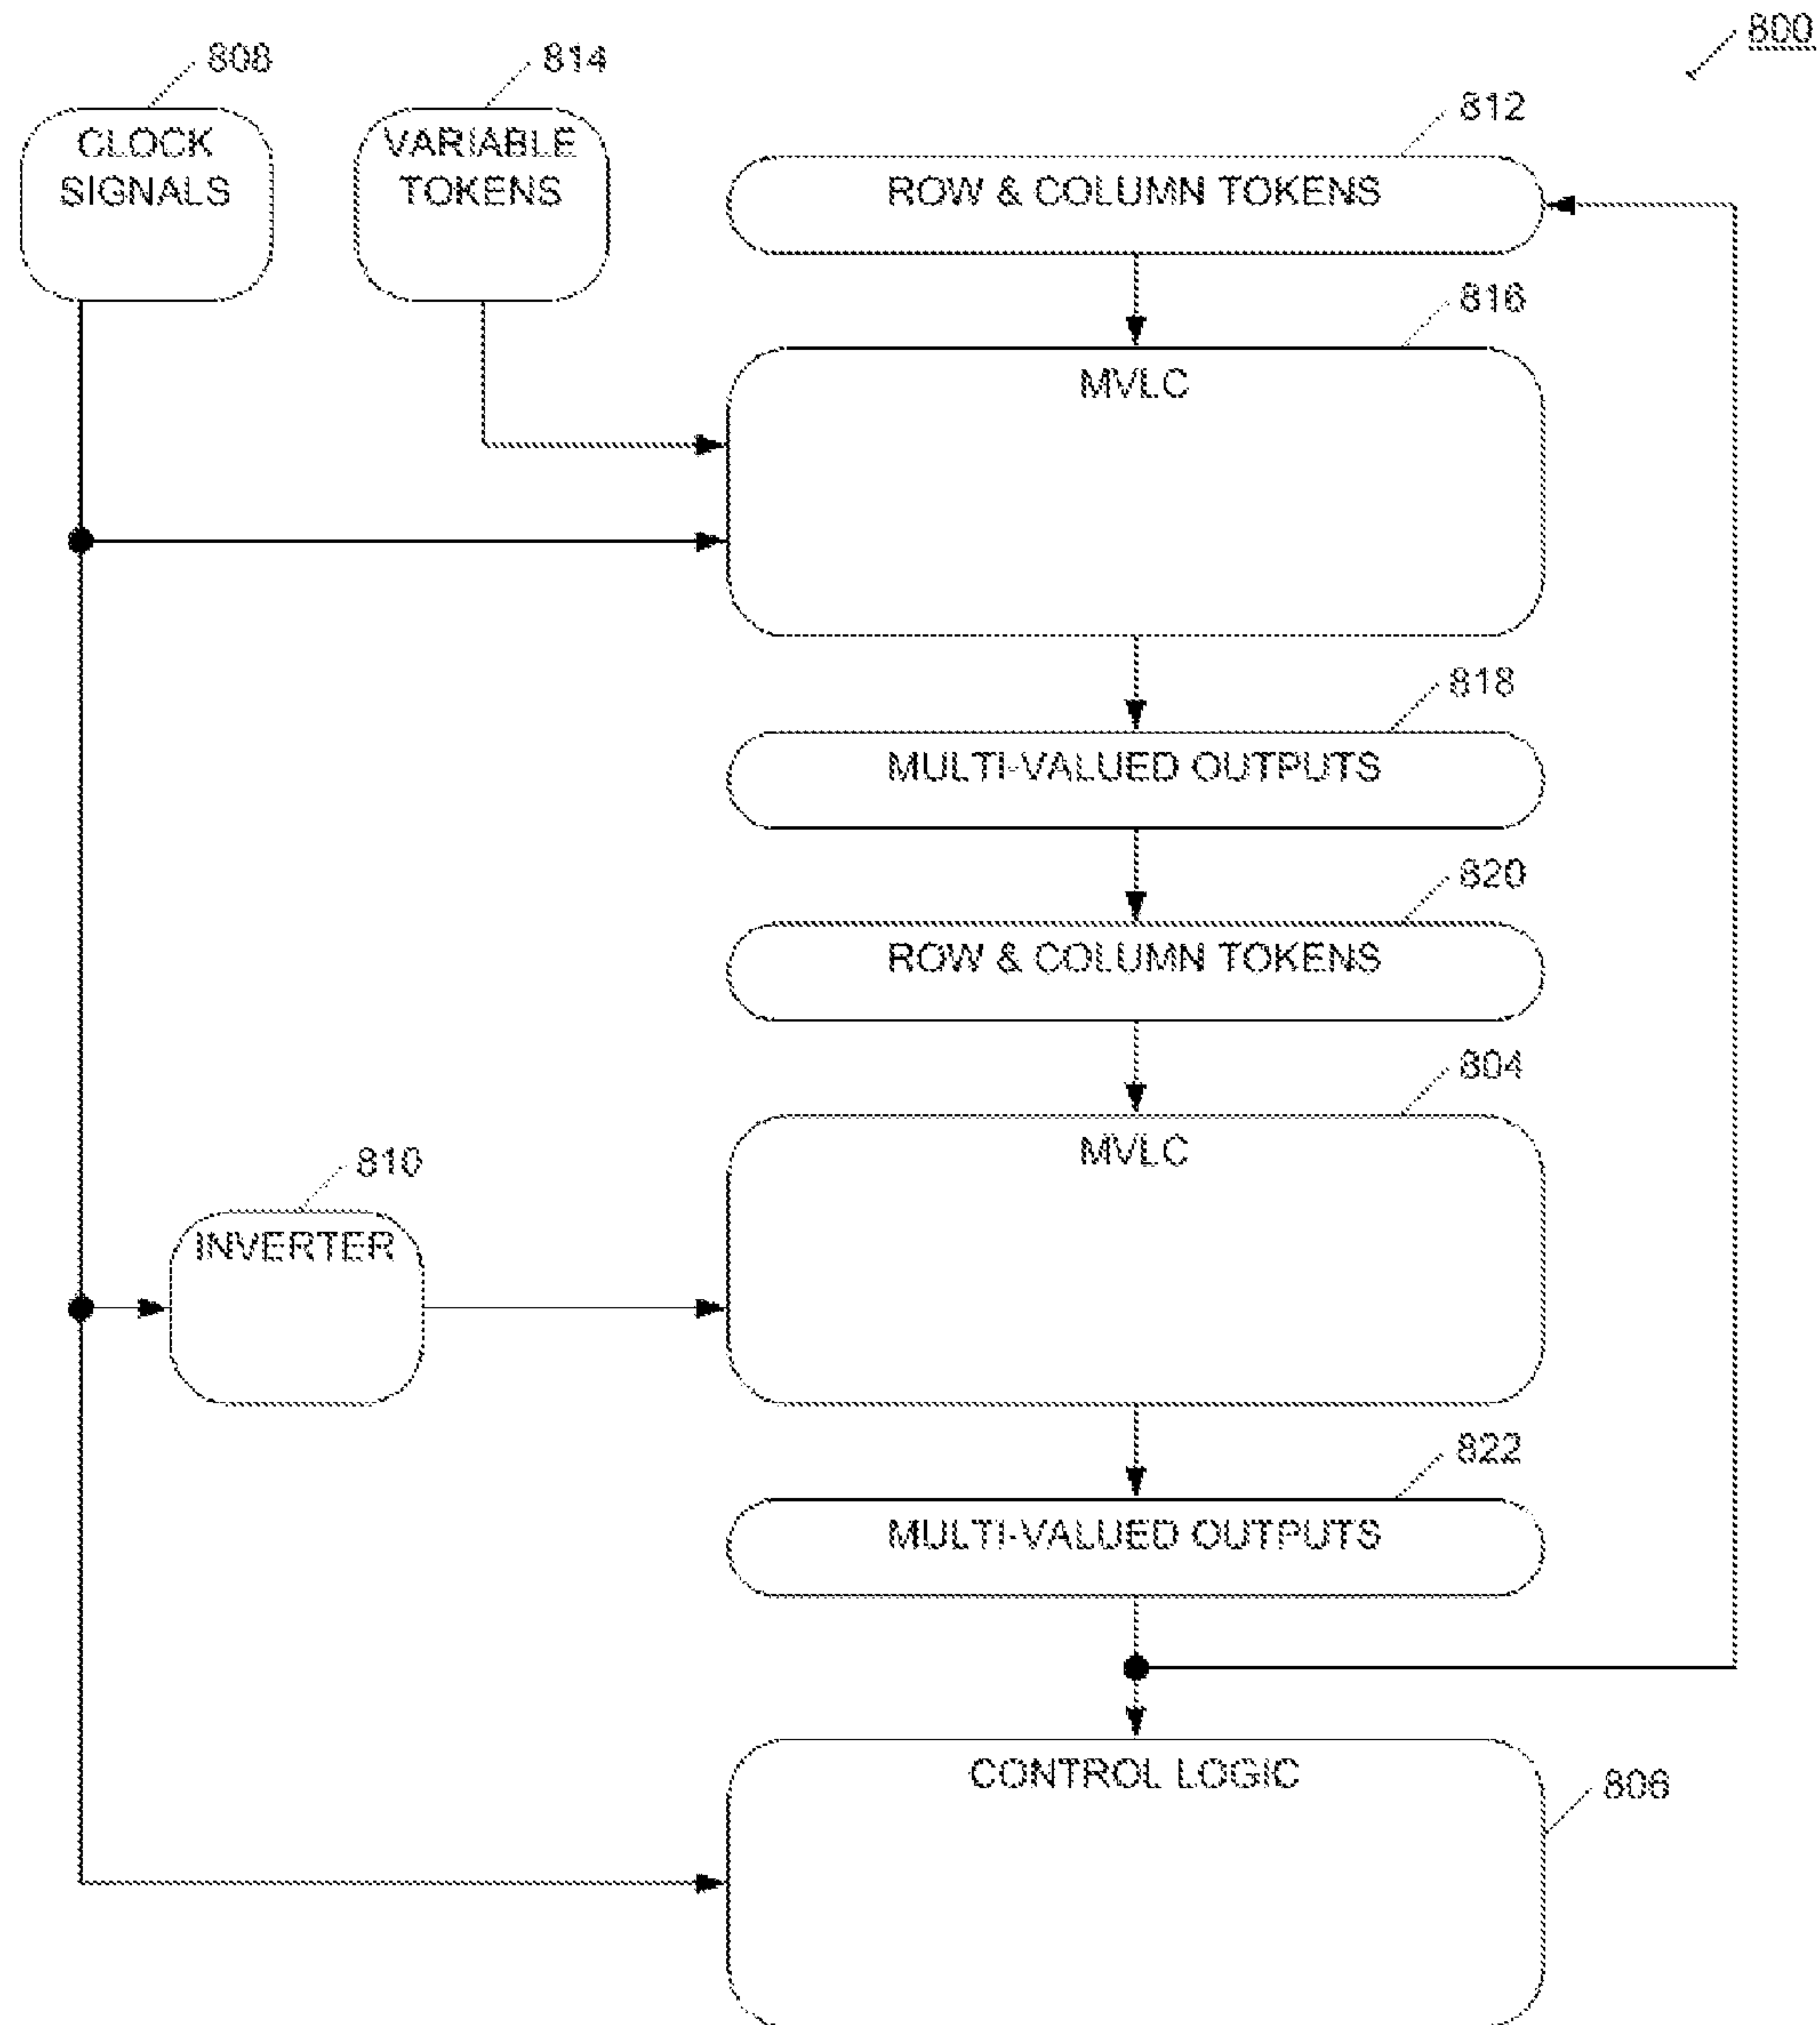 800
808
814
812
CLOCK
SIGNALS
VARIABLE
TOKENS
ROW & COLUMN TOKENS
816
MVLC
818
MULTI-VALUED OUTPUTS
820
ROW & COLUMN TOKENS
804
MVLC
810
INVERTER
822
MULTI-VALUED OUTPUTS
CONTROL LOGIC
806